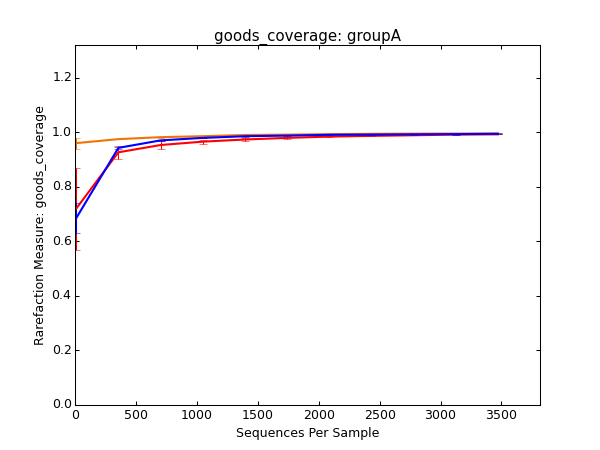 goods_coverage: groupA
Rarefaction Measure: goods_coverage
1.2
1.0
0.8
0.6
0.4
0.2
0.0
0 500 1000 1500 2000 2500 3000 3500
Sequences Per Sample